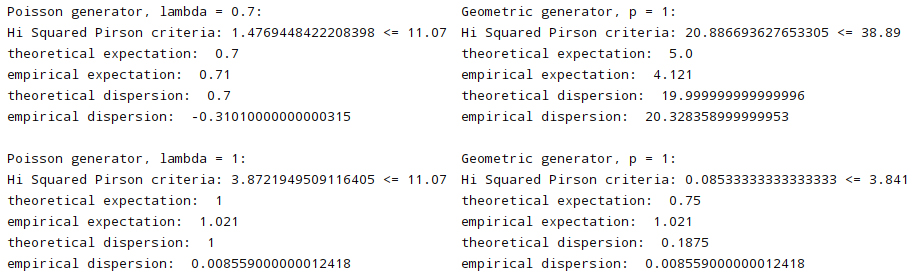 Poisson generator, lambda = 0.7:
Hi Squared Pirson criteria: 1.4769448422208398 <= 11.07
theoretical expectation:  0.7
empirical expectation:  0.71
theoretical dispersion:  0.7
empirical dispersion:  -0.31010000000000315
Poisson generator, lambda = 1:
Hi Squared Pirson criteria: 3.8721949509116405 <= 11.07
theoretical expectation:  1
empirical expectation:  1.021
theoretical dispersion:  1
empirical dispersion:  0.008559000000012418
Geometric generator, p = 1:
Hi Squared Pirson criteria: 20.886693627653305 <= 38.89
theoretical expectation:  5.0
empirical expectation:  4.121
theoretical dispersion:  19.999999999999996
empirical dispersion:  20.328358999999953
Geometric generator, p = 1:
Hi Squared Pirson criteria: 0.08533333333333333 <= 3.841
theoretical expectation:  0.75
empirical expectation:  1.021
theoretical dispersion:  0.1875
empirical dispersion:  0.008559000000012418